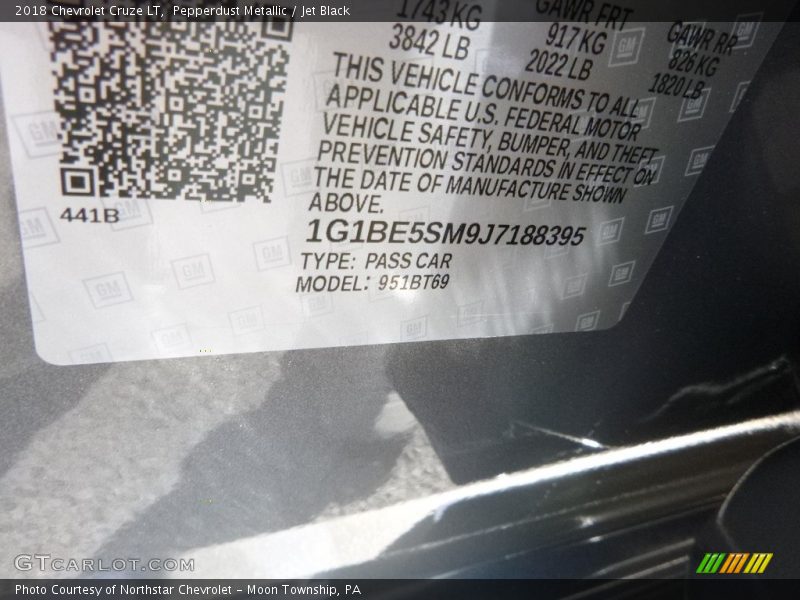 2018 Chevrolet Cruze LT, Pepperdust Metallic / Jet Black
1743 KG GAWR FRT GAWR RR
3842 LB 917 KG 826 KG
2022 LB 1820 LB
THIS VEHICLE CONFORMS TO ALL
APPLICABLE U.S. FEDERAL MOTOR
VEHICLE SAFETY, BUMPER, AND THEFT
PREVENTION STANDARDS IN EFFECT ON
THE DATE OF MANUFACTURE SHOWN
ABOVE.
441B
1G1BE5SM9J7188395
TYPE: PASS CAR
MODEL: 951BT69
GTCARLOT.COM
Photo Courtesy of Northstar Chevrolet – Moon Township, PA